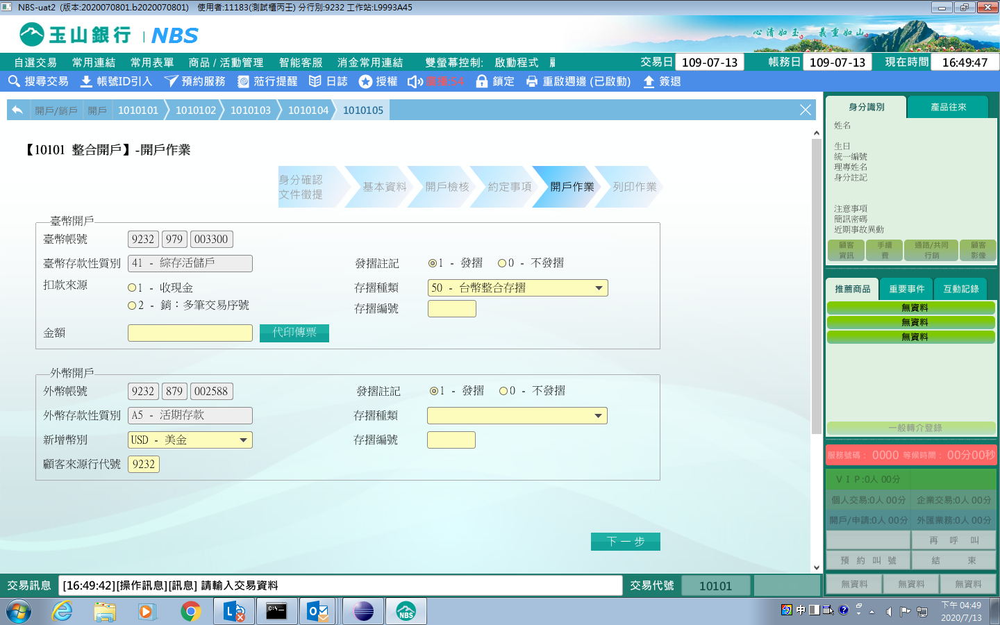 NBS-uat2 (版本:2020070801.b2020070801) 使用者:11183(測試櫃丙壬) 分行別:9232 工作站:L9993A45
玉山銀行 | NBS
心清如玉。 義重如山。
自選交易 常用連結 常用表單 商品 / 活動管理 智能客服 消金常用連結 雙螢幕控制: 啟動程式
交易日 109-07-13 帳務日 109-07-13 現在時間 16:49:47
搜尋交易 帳號ID引入 預約服務 蒞行提醒 日誌 授權 鎖定 重啟週邊 (已啟動) 簽退
開戶/銷戶 開戶 1010101 1010102 1010103 1010104 1010105
【10101 整合開戶】-開戶作業
身分確認
文件徵提
基本資料 開戶檢核 約定事項 開戶作業 列印作業
臺幣開戶
臺幣帳號 9232 979 003300
臺幣存款性質別 41 - 綜存活儲戶 發摺註記 1 - 發摺 0 - 不發摺
扣款來源 1 - 收現金 存摺種類 50 - 台幣整合存摺
2 - 銷：多筆交易序號 存摺編號
金額 代印傳票
外幣開戶
外幣帳號 9232 879 002588 發摺註記 1 - 發摺 0 - 不發摺
外幣存款性質別 A5 - 活期存款 存摺種類
新增幣別 USD - 美金 存摺編號
顧客來源行代號 9232
下一步
交易訊息 [16:49:42][操作訊息][訊息] 請輸入交易資料 交易代號 10101
身分識別 產品往來
姓名
生日
統一編號
理專姓名
身分註記
注意事項
簡訊密碼
近期事故異動
顧客資訊 手續費 通路/共同行銷 顧客影像
推薦商品 重要事件 互動記錄
無資料
無資料
無資料
一般轉介登錄
服務號碼： 0000 等候時間： 00分00秒
ＶＩＰ:0人 00分
個人交易:0人 00分 企業交易:0人 00分
開戶/申請:0人 00分 外匯業務:0人 00分
再 呼 叫
預 約 叫 號 結 束
無資料 無資料 無資料
中
下午 04:49
2020/7/13